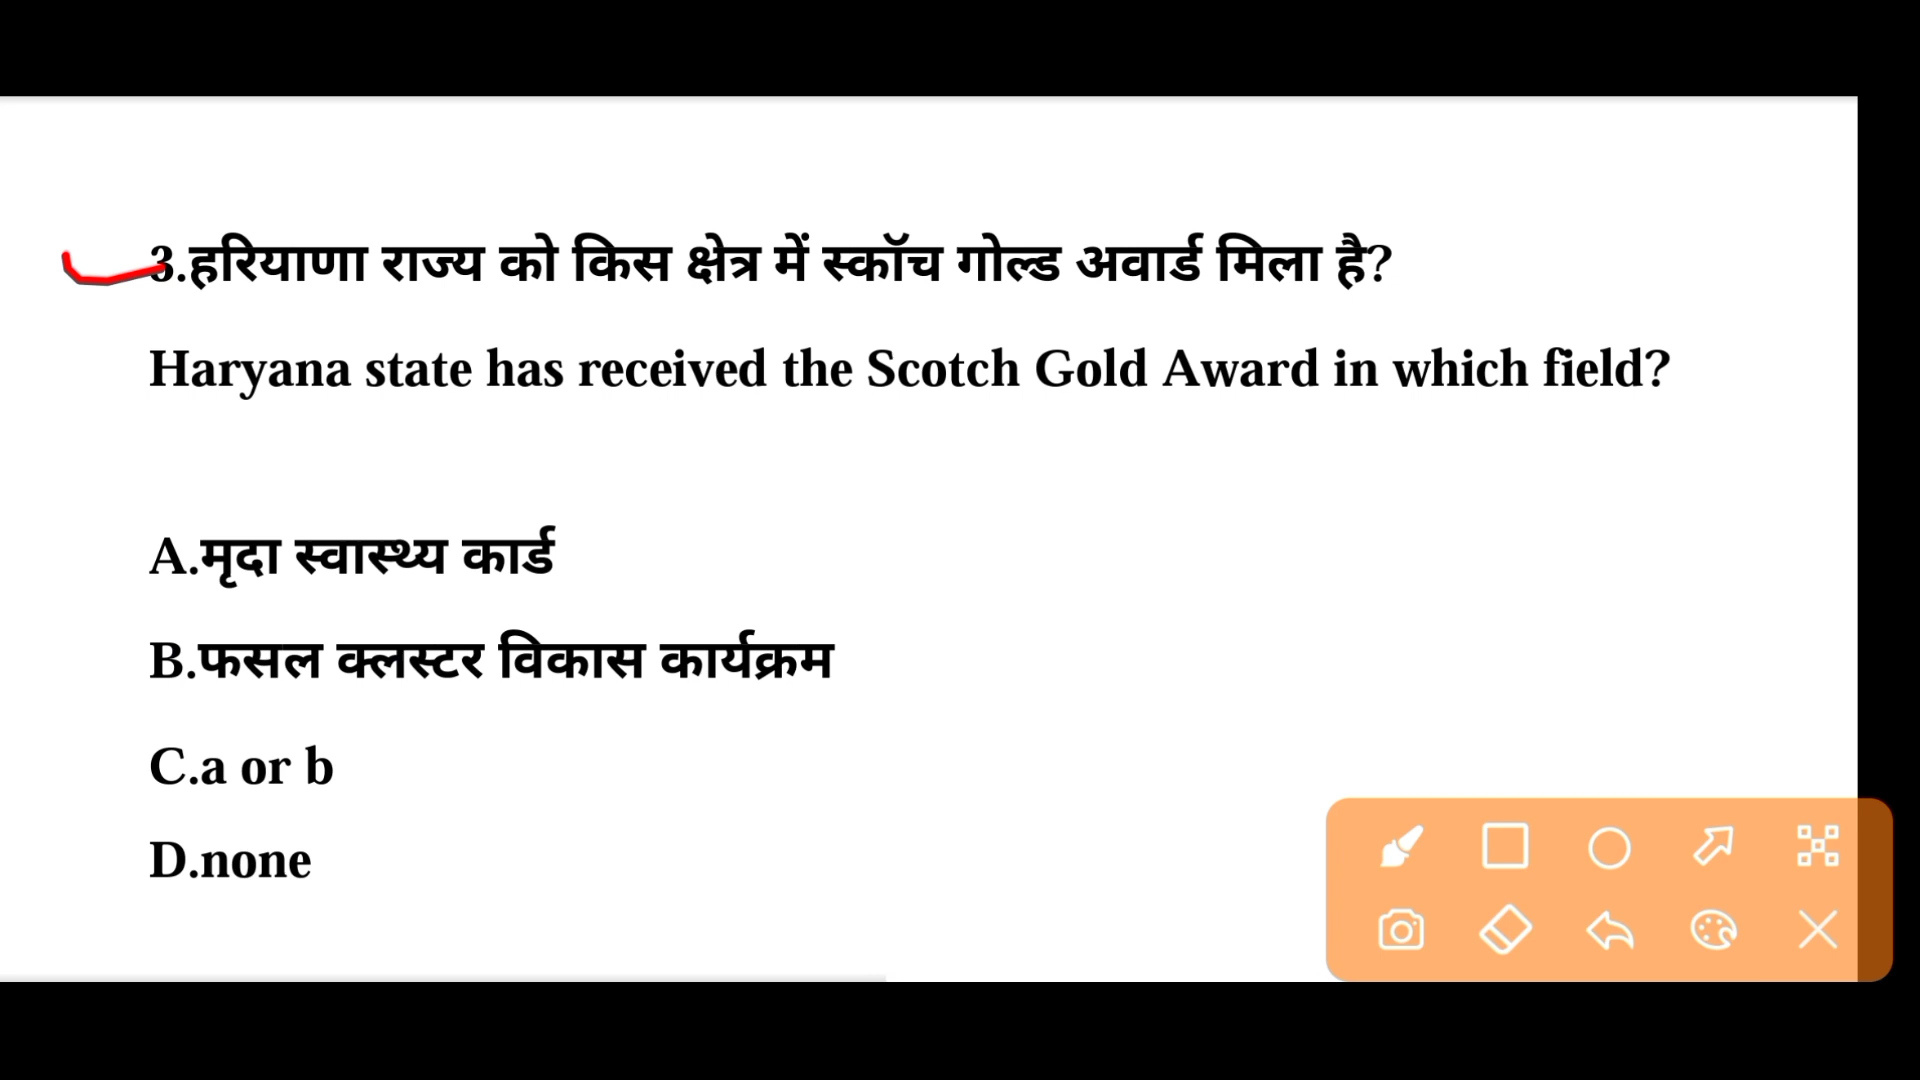 3.हरियाणा राज्य को किस क्षेत्र में स्कॉच गोल्ड अवार्ड मिला है?
Haryana state has received the Scotch Gold Award in which field?
A.मृदा स्वास्थ्य कार्ड
B.फसल क्लस्टर विकास कार्यक्रम
C.a or b
D.none